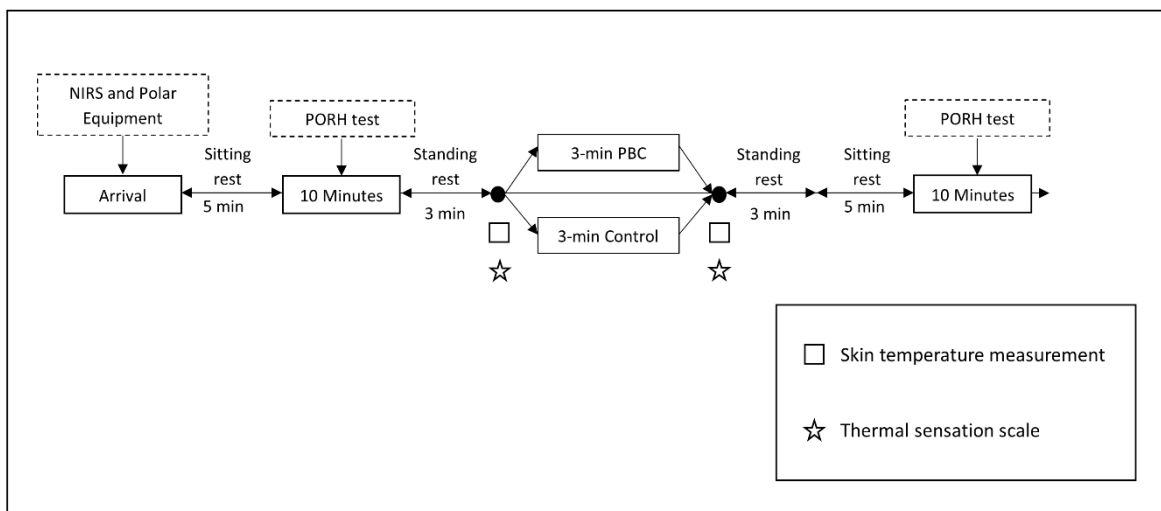 NIRS and Polar
Equipment
PORH test
PORH test
Sitting
rest
Standing
rest
3-min PBC
Standing
rest
Sitting
rest
Arrival
5 min
10 Minutes
3 min
3-min Control
3 min
5 min
10 Minutes
Skin temperature measurement
Thermal sensation scale